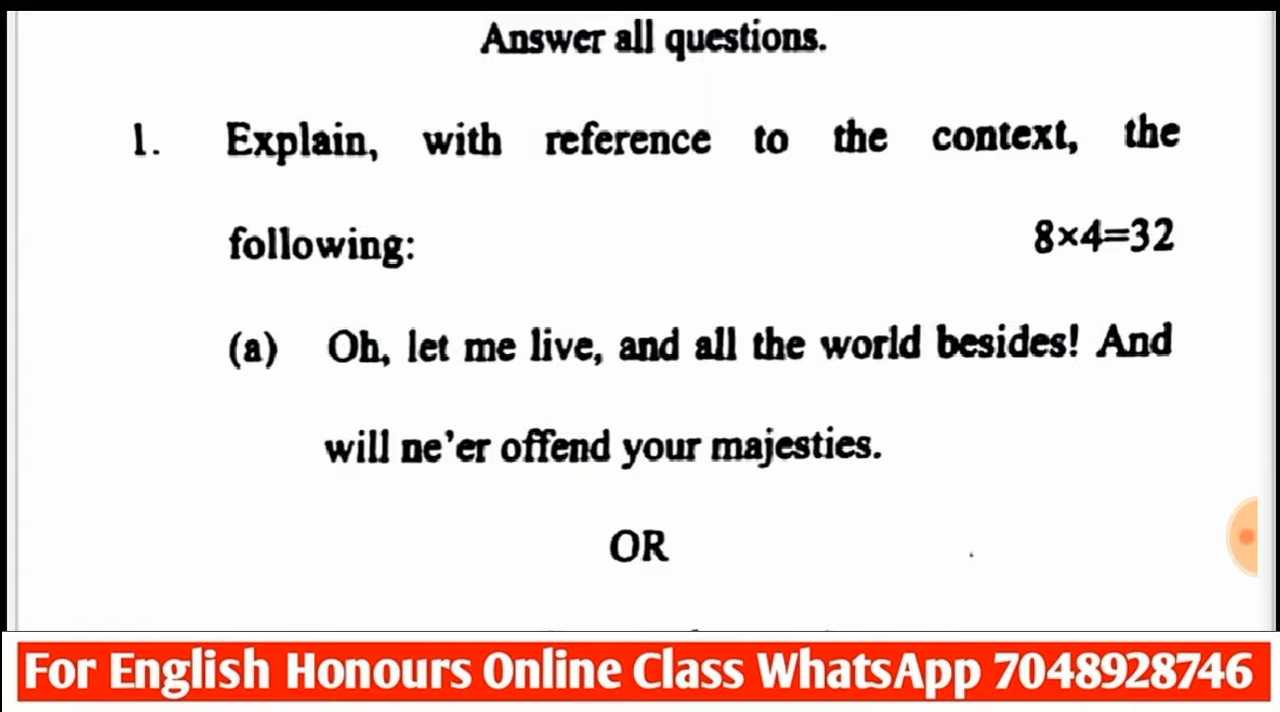 Answer all questions.
1. Explain, with reference to the context, the
following: 8×4=32
(a) Oh, let me live, and all the world besides! And
will ne'er offend your majesties.
OR
For English Honours Online Class WhatsApp 7048928746